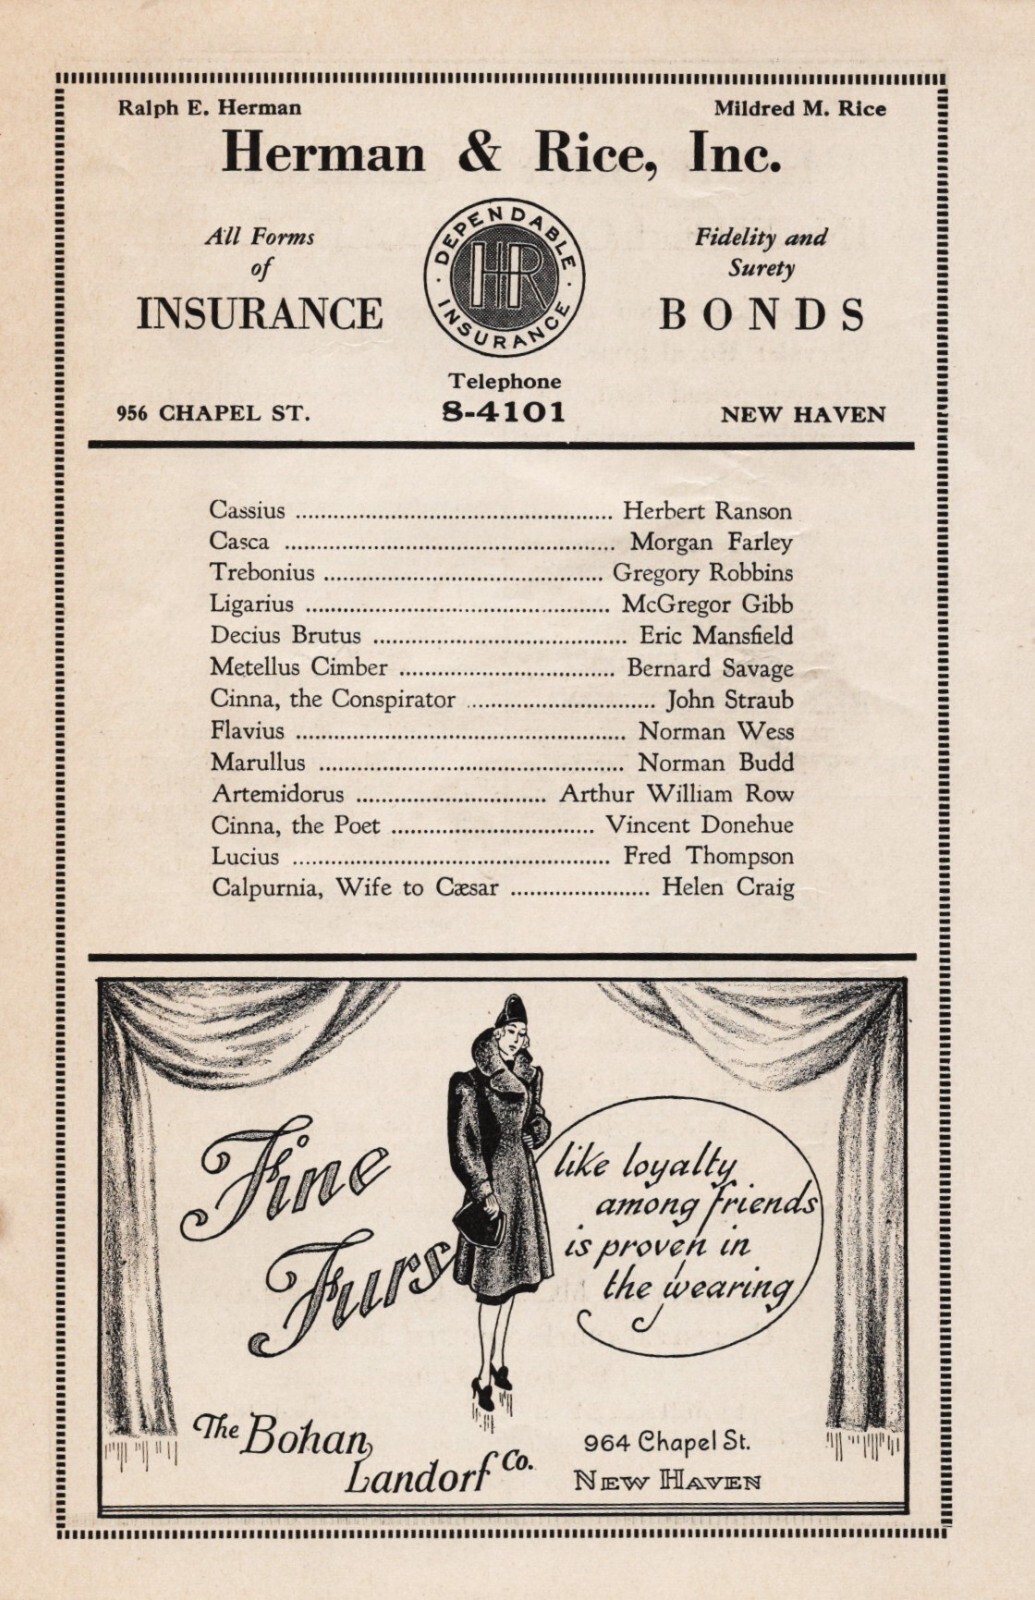 Ralph E. Herman Mildred M. Rice
Herman & Rice, Inc.
All Forms
of
INSURANCE
DEPENDABLE
HR
INSURANCE
Fidelity and
Surety
BONDS
Telephone
956 CHAPEL ST. 8-4101 NEW HAVEN
Cassius .................................................. Herbert Ranson
Casca .................................................... Morgan Farley
Trebonius ............................................ Gregory Robbins
Ligarius ................................................ McGregor Gibb
Decius Brutus ........................................ Eric Mansfield
Metellus Cimber .................................. Bernard Savage
Cinna, the Conspirator .............................. John Straub
Flavius .................................................... Norman Wess
Marullus ................................................ Norman Budd
Artemidorus .............................. Arthur William Row
Cinna, the Poet ................................ Vincent Donehue
Lucius .................................................. Fred Thompson
Calpurnia, Wife to Cæsar ...................... Helen Craig
Fine
Furs
like loyalty
among friends
is proven in
the wearing
The Bohan
Landorf Co.
964 Chapel St.
NEW HAVEN